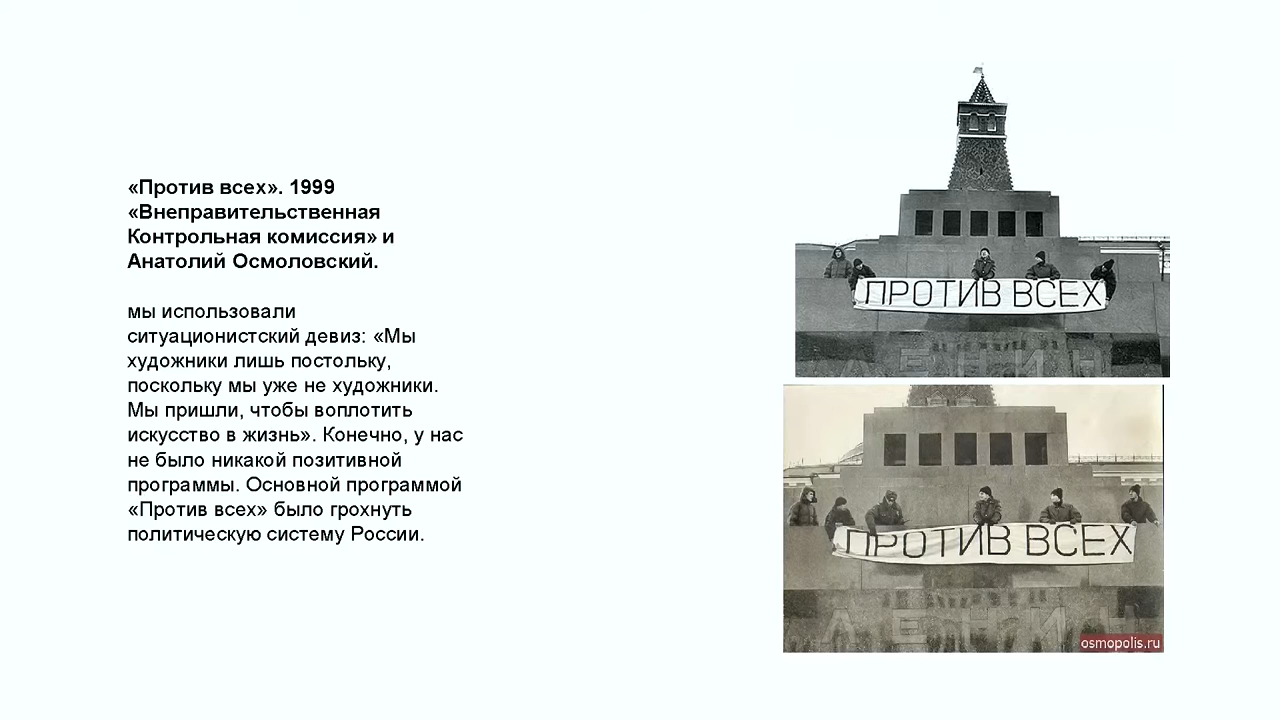 «Против всех». 1999
«Внеправительственная
Контрольная комиссия» и
Анатолий Осмоловский.
мы использовали
ситуационистский девиз: «Мы
художники лишь постольку,
поскольку мы уже не художники.
Мы пришли, чтобы воплотить
искусство в жизнь». Конечно, у нас
не было никакой позитивной
программы. Основной программой
«Против всех» было грохнуть
политическую систему России.
ПРОТИВ ВСЕХ
ЛЕНИН
ПРОТИВ ВСЕХ
ЛЕНИН
osmopolis.ru